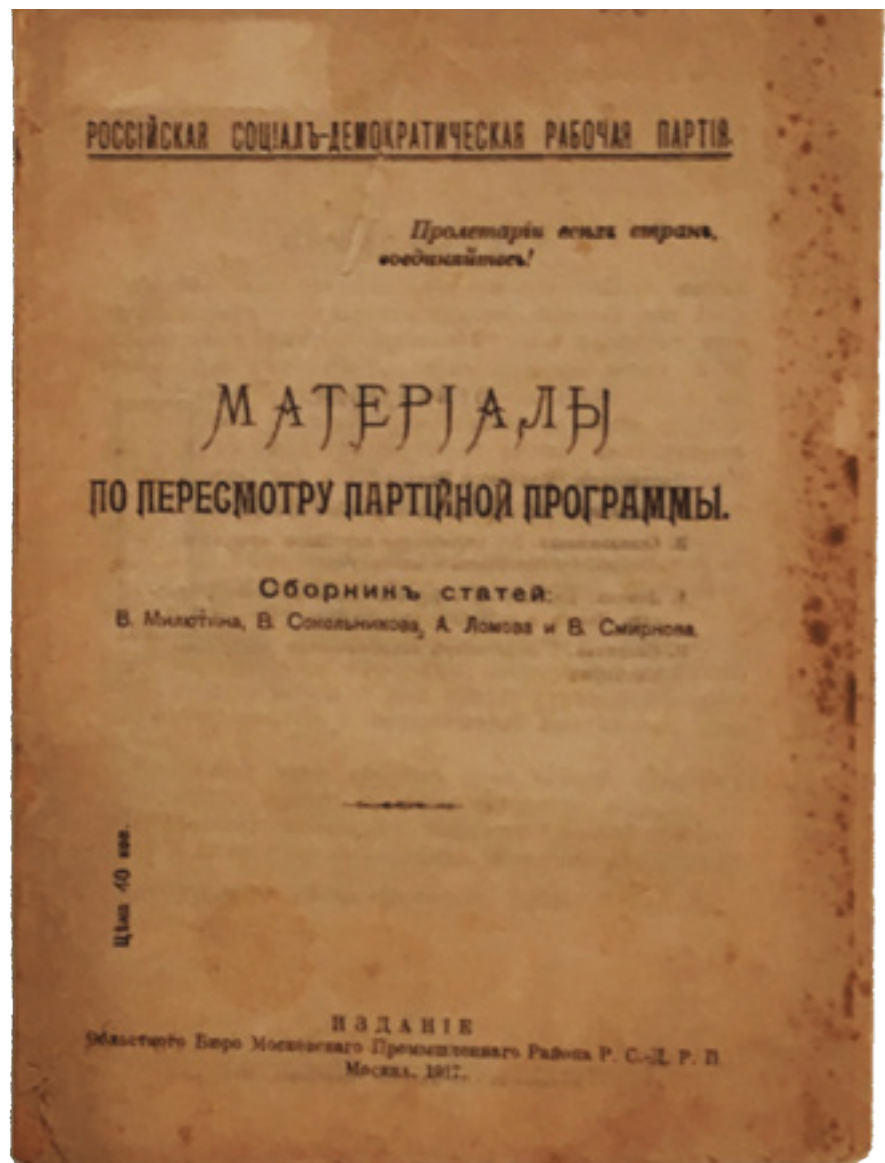 РОССІЙСКАЯ СОЦІАЛЪ-ДЕМОКРАТИЧЕСКАЯ РАБОЧАЯ ПАРТІЯ.
Пролетаріи всѣхъ странъ,
соединяйтесь!
МАТЕРІАЛЫ
ПО ПЕРЕСМОТРУ ПАРТІЙНОЙ ПРОГРАММЫ.
Сборникъ статей:
В. Милютина, В. Сокольникова, А. Ломова и В. Смирнова.
Цѣна 40 коп.
ИЗДАНІЕ
Областного Бюро Московскаго Промышленнаго Района Р. С.-Д. Р. П.
Москва, 1917.